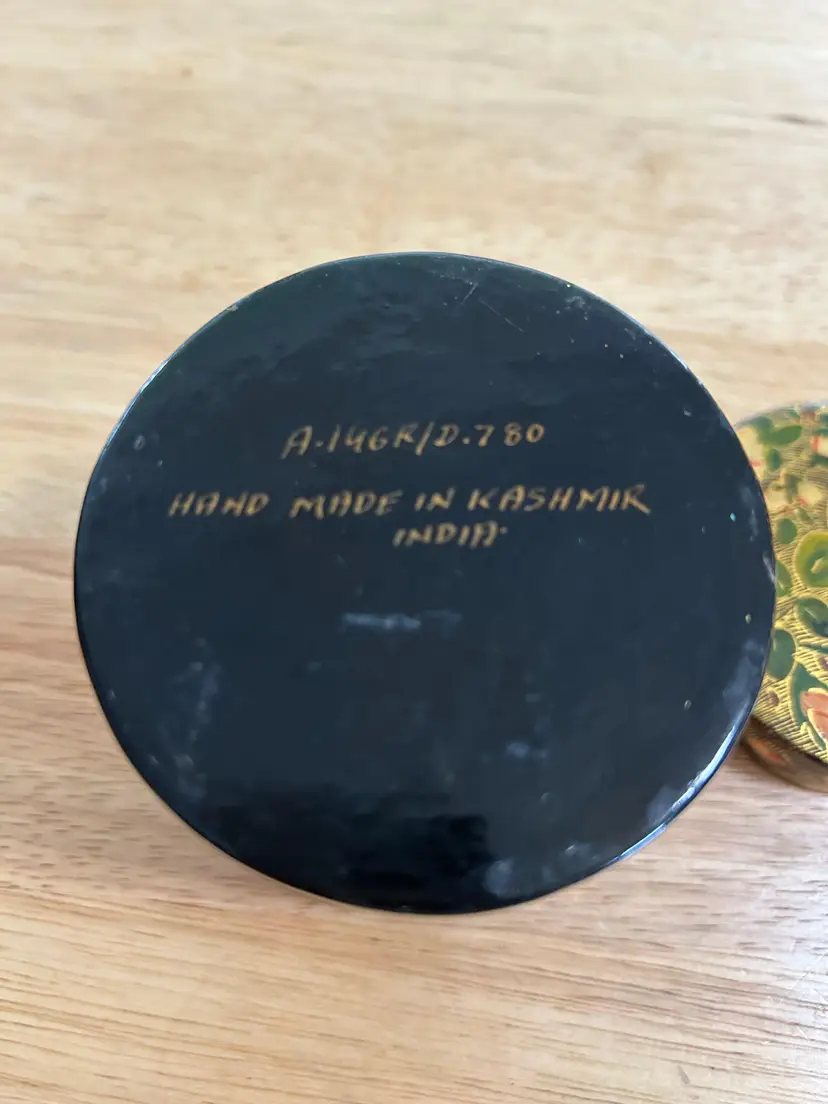 A.146R/D.780
HAND MADE IN KASHMIR
INDIA.